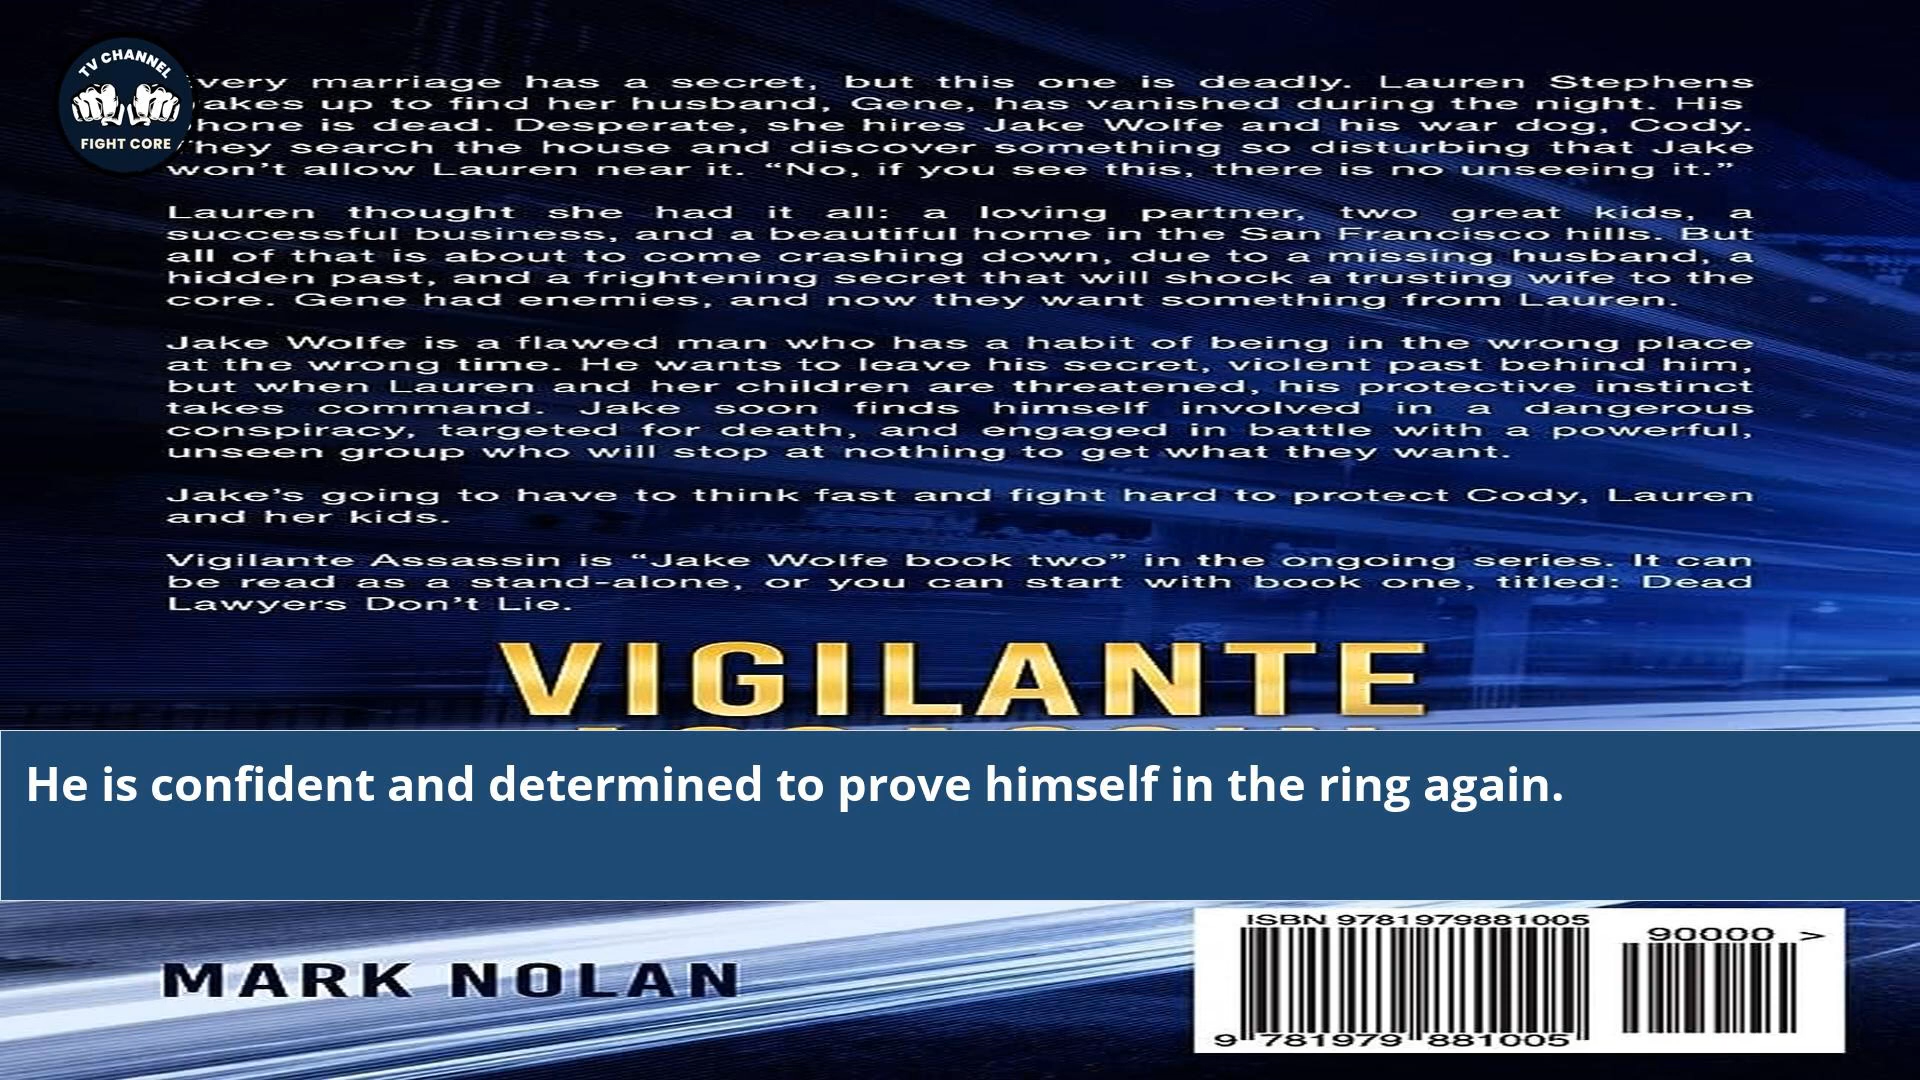 TV CHANNEL
FIGHT CORE
very marriage has a secret, but this one is deadly. Lauren Stephens
akes up to find her husband, Gene, has vanished during the night. His
hone is dead. Desperate, she hires Jake Wolfe and his war dog, Cody.
They search the house and discover something so disturbing that Jake
won’t allow Lauren near it. “No, if you see this, there is no unseeing it.”
Lauren thought she had it all: a loving partner, two great kids, a
successful business, and a beautiful home in the San Francisco hills. But
all of that is about to come crashing down, due to a missing husband, a
hidden past, and a frightening secret that will shock a trusting wife to the
core. Gene had enemies, and now they want something from Lauren.
Jake Wolfe is a flawed man who has a habit of being in the wrong place
at the wrong time. He wants to leave his secret, violent past behind him,
but when Lauren and her children are threatened, his protective instinct
takes command. Jake soon finds himself involved in a dangerous
conspiracy, targeted for death, and engaged in battle with a powerful,
unseen group who will stop at nothing to get what they want.
Jake’s going to have to think fast and fight hard to protect Cody, Lauren
and her kids.
Vigilante Assassin is “Jake Wolfe book two” in the ongoing series. It can
be read as a stand-alone, or you can start with book one, titled: Dead
Lawyers Don’t Lie.
VIGILANTE
He is confident and determined to prove himself in the ring again.
MARK NOLAN
ISBN 9781979881005
90000 >
9 781979 881005